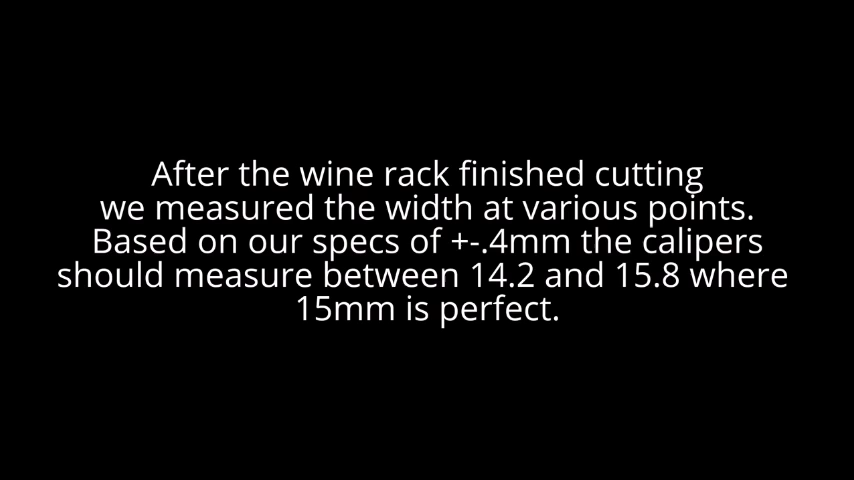 After the wine rack finished cutting
we measured the width at various points.
Based on our specs of +-.4mm the calipers
should measure between 14.2 and 15.8 where
15mm is perfect.